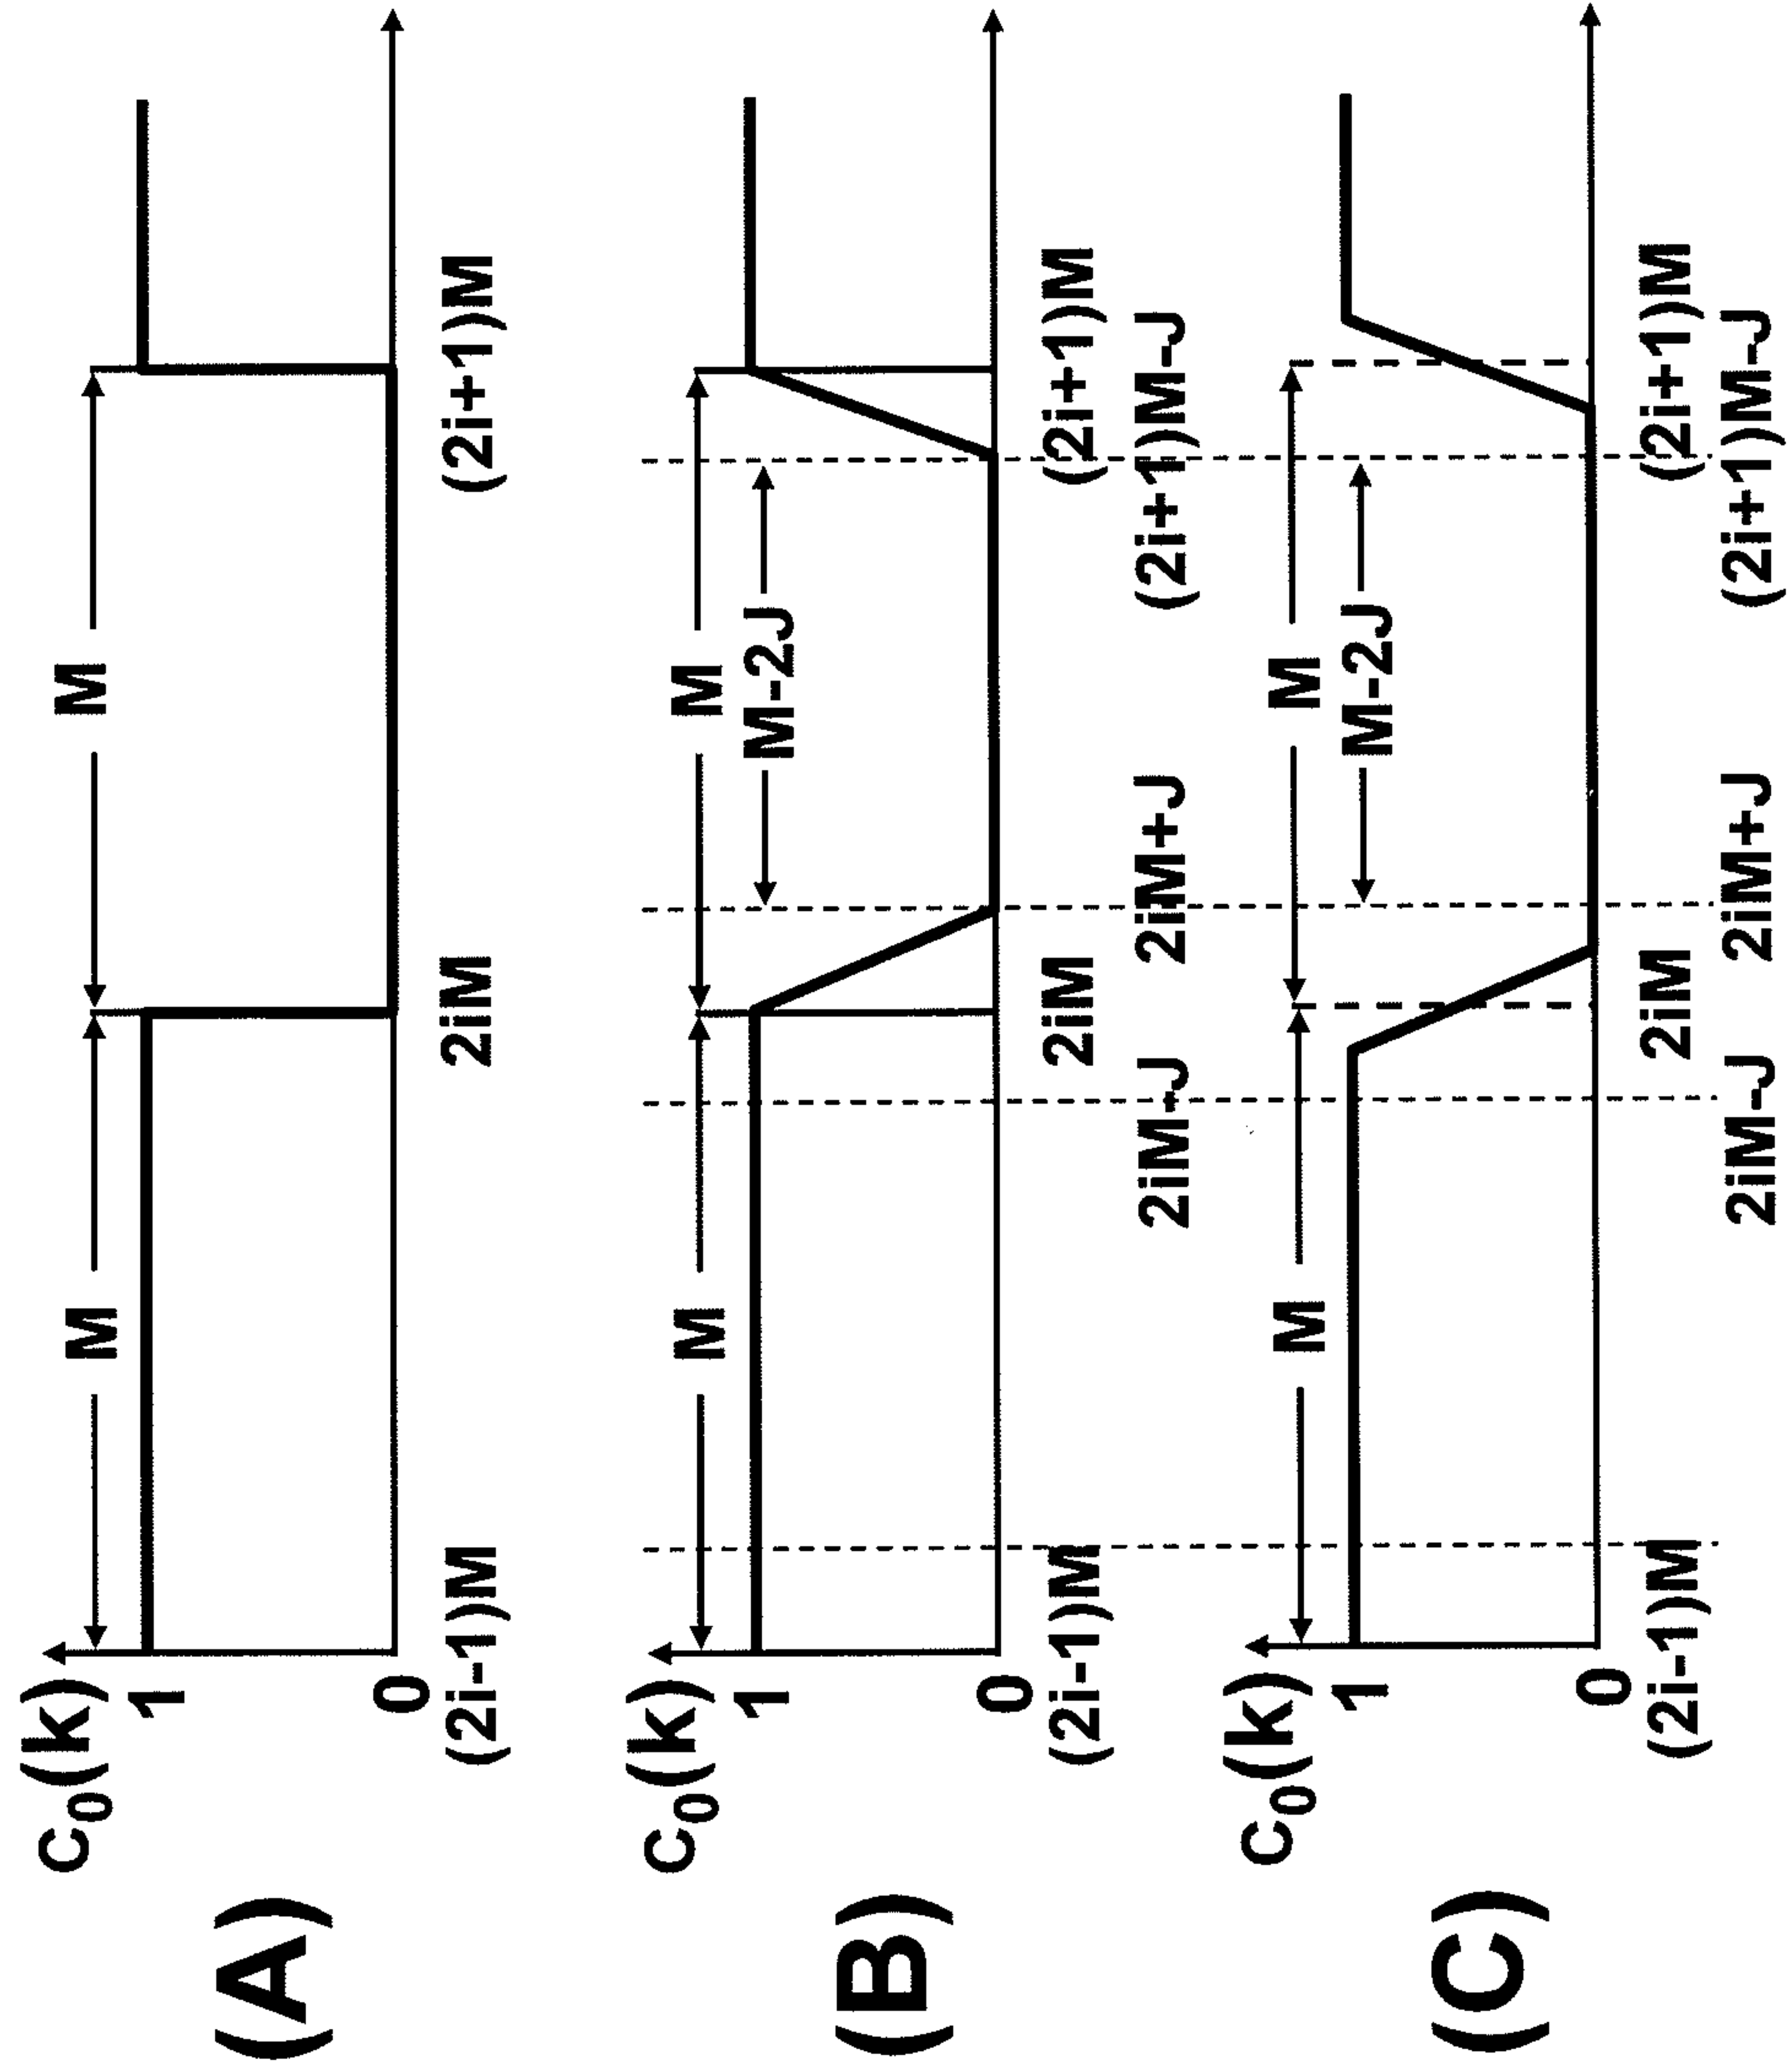 (A)
C0(k)
1
0
M
M
(2i-1)M
2iM
(2i+1)M
(B)
C0(k)
1
0
M
M
M-2J
(2i-1)M
2iM
(2i+1)M
2iM-J
2iM+J
(2i+1)M-J
(C)
C0(k)
1
0
M
M
M-2J
(2i-1)M
2iM
(2i+1)M
2iM-J
2iM+J
(2i+1)M-J